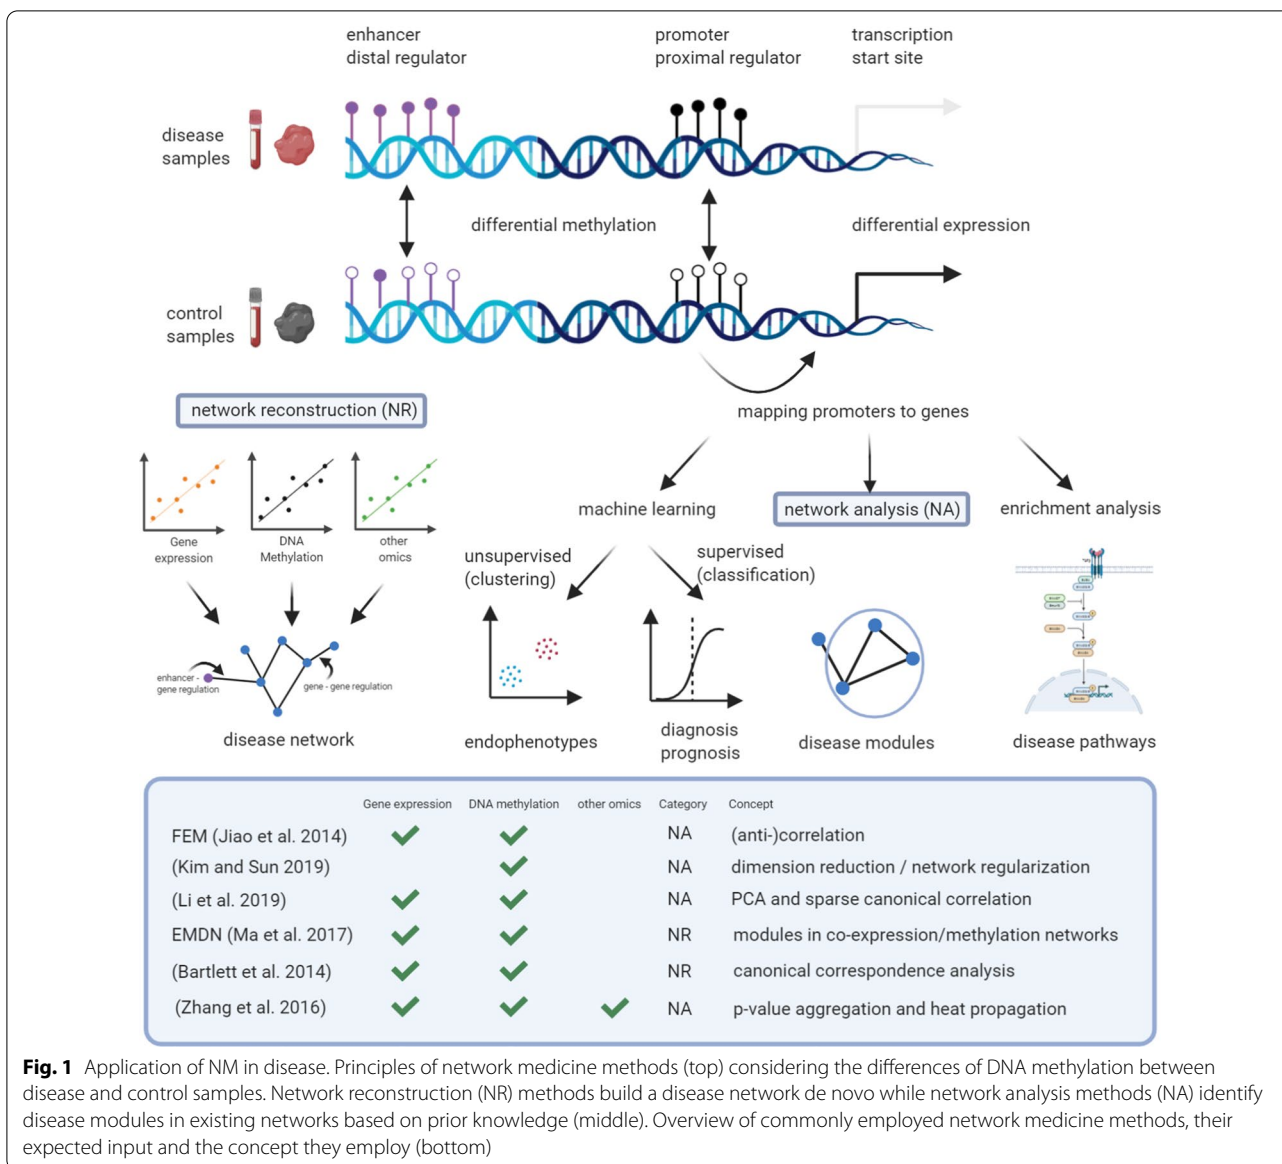 enhancer
distal regulator
promoter
proximal regulator
transcription
start site
disease
samples
differential methylation
differential expression
control
samples
network reconstruction (NR)
mapping promoters to genes
Gene
expression
DNA
Methylation
other
omics
machine learning
network analysis (NA)
enrichment analysis
unsupervised
(clustering)
supervised
(classification)
enhancer -
gene regulation
gene - gene regulation
disease network
endophenotypes
diagnosis
prognosis
disease modules
disease pathways
Gene expression DNA methylation other omics Category Concept
FEM (Jiao et al. 2014) NA (anti-)correlation
(Kim and Sun 2019) NA dimension reduction / network regularization
(Li et al. 2019) NA PCA and sparse canonical correlation
EMDN (Ma et al. 2017) NR modules in co-expression/methylation networks
(Bartlett et al. 2014) NR canonical correspondence analysis
(Zhang et al. 2016) NA p-value aggregation and heat propagation
Fig. 1 Application of NM in disease. Principles of network medicine methods (top) considering the differences of DNA methylation between
disease and control samples. Network reconstruction (NR) methods build a disease network de novo while network analysis methods (NA) identify
disease modules in existing networks based on prior knowledge (middle). Overview of commonly employed network medicine methods, their
expected input and the concept they employ (bottom)